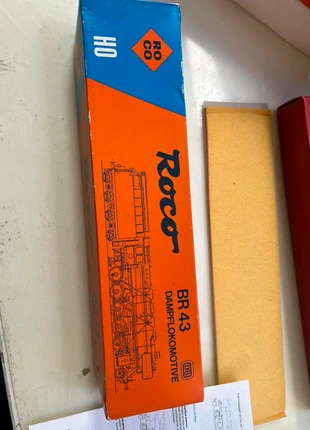 HO
RO
CO
Roco
BR 43
DAMPFLOKOMOTIVE
DB